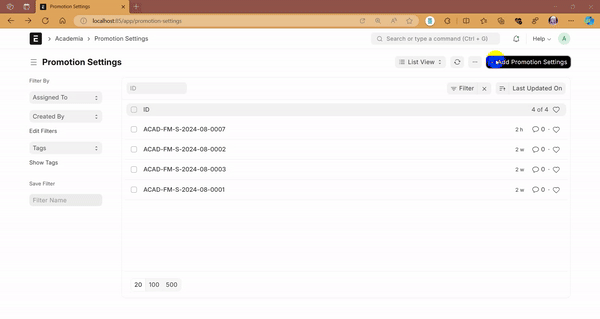 Promotion Settings
localhost:85/app/promotion-settings
E
Academia
Promotion Settings
Search or type a command (Ctrl + G)
Help
A
Promotion Settings
List View
Add Promotion Settings
Filter By
Assigned To
Created By
Edit Filters
Tags
Show Tags
Save Filter
Filter Name
ID
Filter
Last Updated On
ID
4 of 4
ACAD-FM-S-2024-08-0007
2 h
0
ACAD-FM-S-2024-08-0002
2 w
0
ACAD-FM-S-2024-08-0003
2 w
0
ACAD-FM-S-2024-08-0001
2 w
0
20 100 500